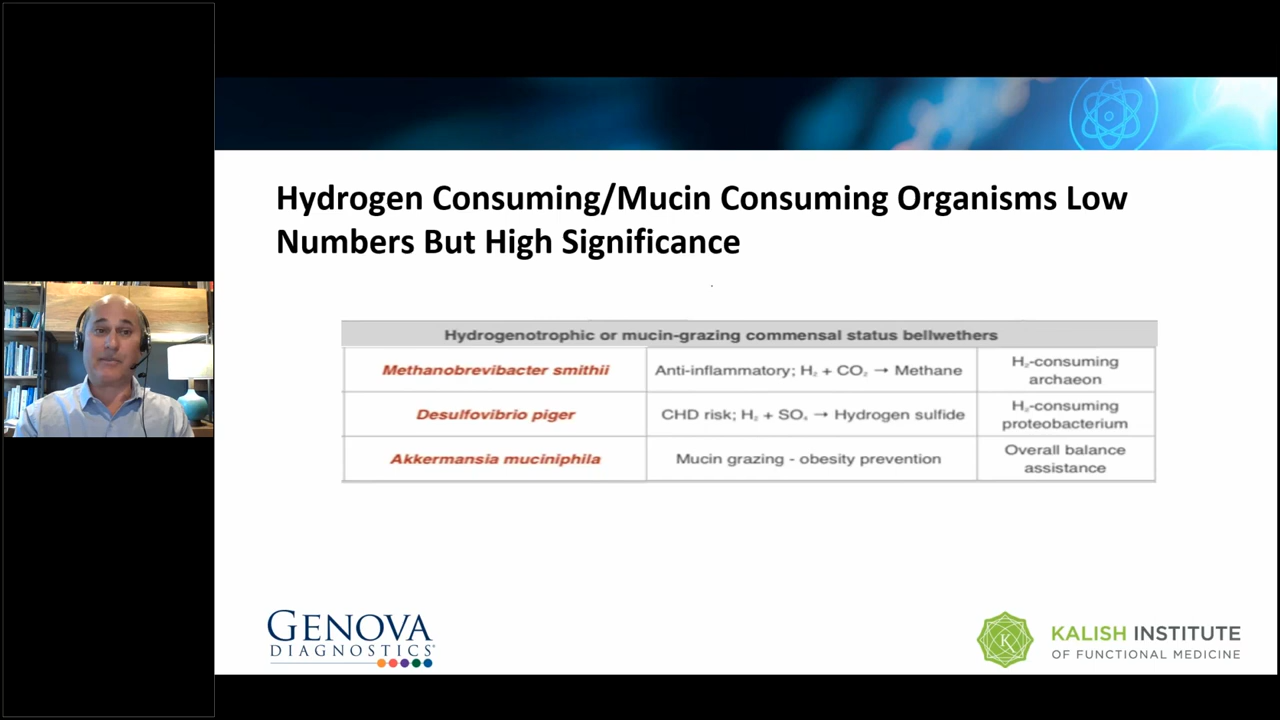 Hydrogen Consuming/Mucin Consuming Organisms Low
Numbers But High Significance
Hydrogenotrophic or mucin-grazing commensal status bellwethers
Methanobrevibacter smithii
Anti-inflammatory; H₂ + CO₂ → Methane
H₂-consuming
archaeon
Desulfovibrio piger
CHD risk; H₂ + SOₓ → Hydrogen sulfide
H₂-consuming
proteobacterium
Akkermansia muciniphila
Mucin grazing - obesity prevention
Overall balance
assistance
GENOVA
DIAGNOSTICS
K
KALISH INSTITUTE
OF FUNCTIONAL MEDICINE